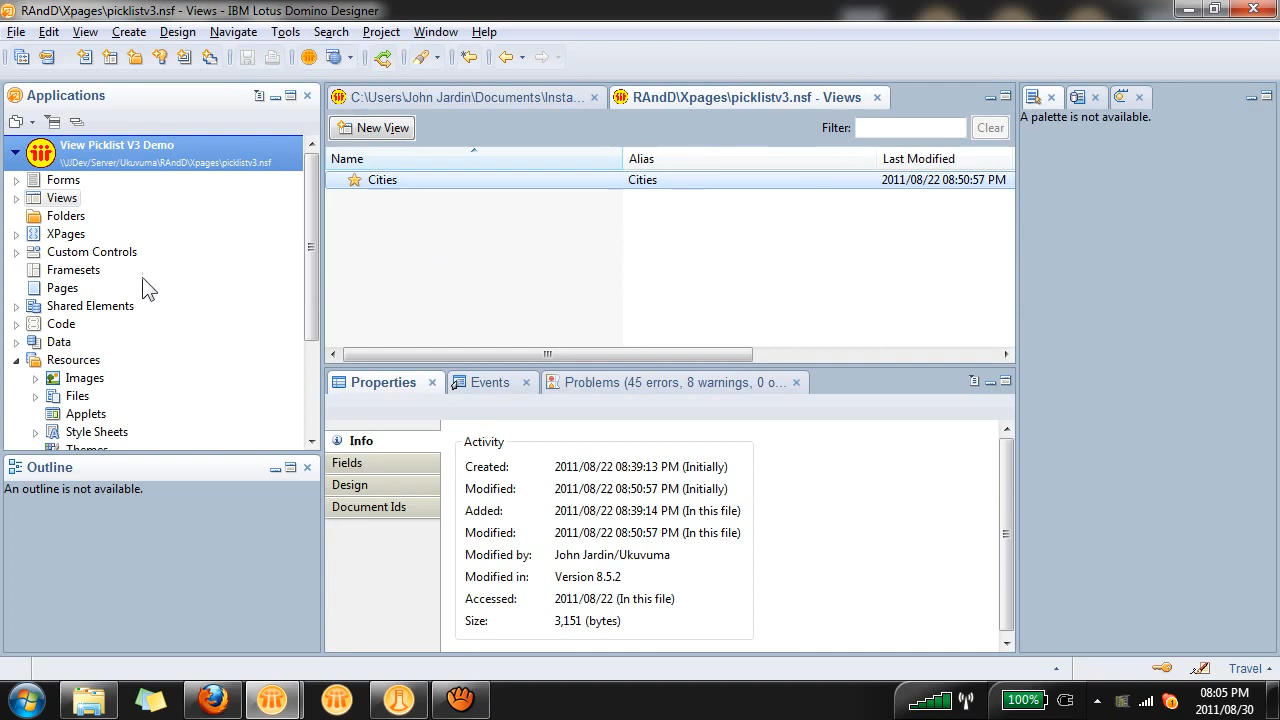 RAndD\Xpages\picklistv3.nsf - Views - IBM Lotus Domino Designer
File Edit View Create Design Navigate Tools Search Project Window Help
Applications
View Picklist V3 Demo
\\JDev/Server/Ukuvuma\RAndD\Xpages\picklistv3.nsf
Forms
Views
Folders
XPages
Custom Controls
Framesets
Pages
Shared Elements
Code
Data
Resources
Images
Files
Applets
Style Sheets
Themes
Outline
An outline is not available.
C:\Users\John Jardin\Documents\Insta...
RAndD\Xpages\picklistv3.nsf - Views
New View
Filter:
Clear
Name Alias Last Modified
Cities Cities 2011/08/22 08:50:57 PM
Properties
Events
Problems (45 errors, 8 warnings, 0 o...
Info
Fields
Design
Document Ids
Activity
Created: 2011/08/22 08:39:13 PM (Initially)
Modified: 2011/08/22 08:50:57 PM (Initially)
Added: 2011/08/22 08:39:14 PM (In this file)
Modified: 2011/08/22 08:50:57 PM (In this file)
Modified by: John Jardin/Ukuvuma
Modified in: Version 8.5.2
Accessed: 2011/08/22 (In this file)
Size: 3,151 (bytes)
A palette is not available.
Travel
100%
08:05 PM
2011/08/30